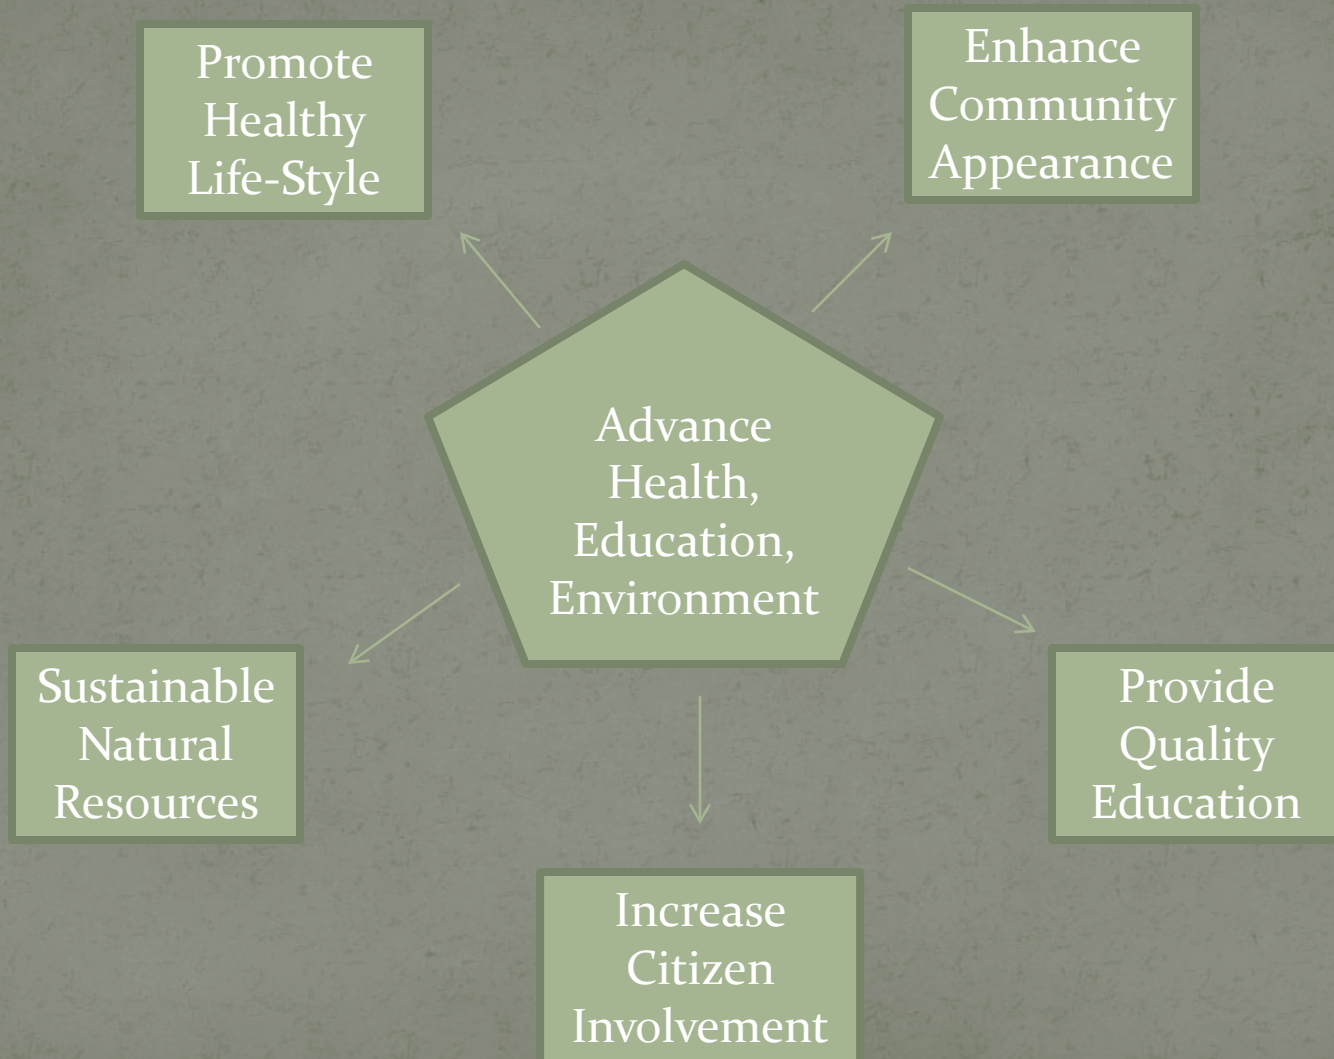 Promote
Healthy
Life-Style
Enhance
Community
Appearance
Advance
Health,
Education,
Environment
Sustainable
Natural
Resources
Provide
Quality
Education
Increase
Citizen
Involvement